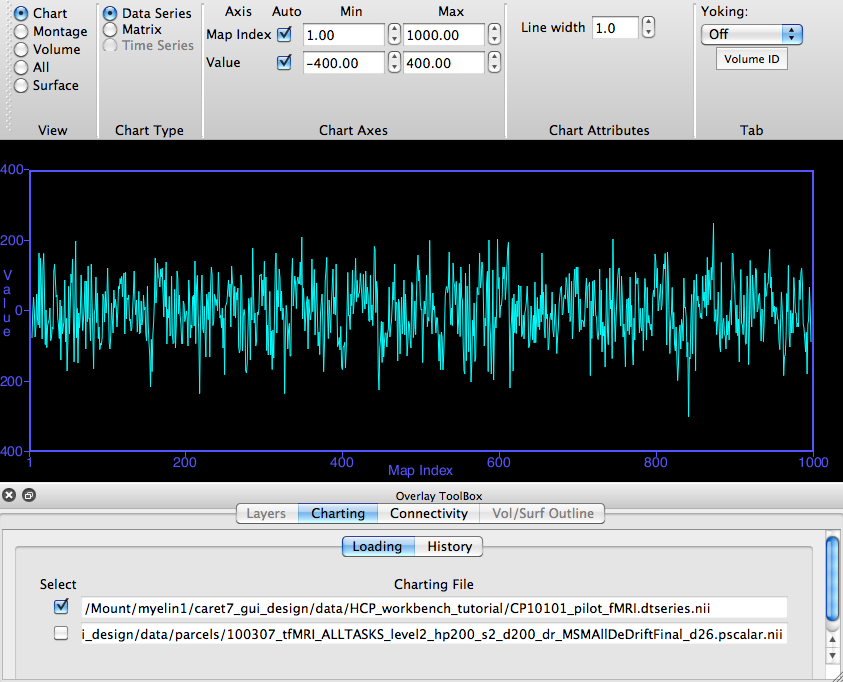 Chart
Montage
Volume
All
Surface
View
Data Series
Matrix
Time Series
Chart Type
Axis Auto Min Max
Map Index 1.00 1000.00
Value -400.00 400.00
Chart Axes
Line width 1.0
Chart Attributes
Yoking:
Off
Volume ID
Tab
400
200
0
200
400
Value
1 200 400 600 800 1000
Map Index
Overlay ToolBox
Layers Charting Connectivity Vol/Surf Outline
Loading History
Select Charting File
/Mount/myelin1/caret7_gui_design/data/HCP_workbench_tutorial/CP10101_pilot_fMRI.dtseries.nii
i_design/data/parcels/100307_tfMRI_ALLTASKS_level2_hp200_s2_d200_dr_MSMAllDeDriftFinal_d26.pscalar.nii